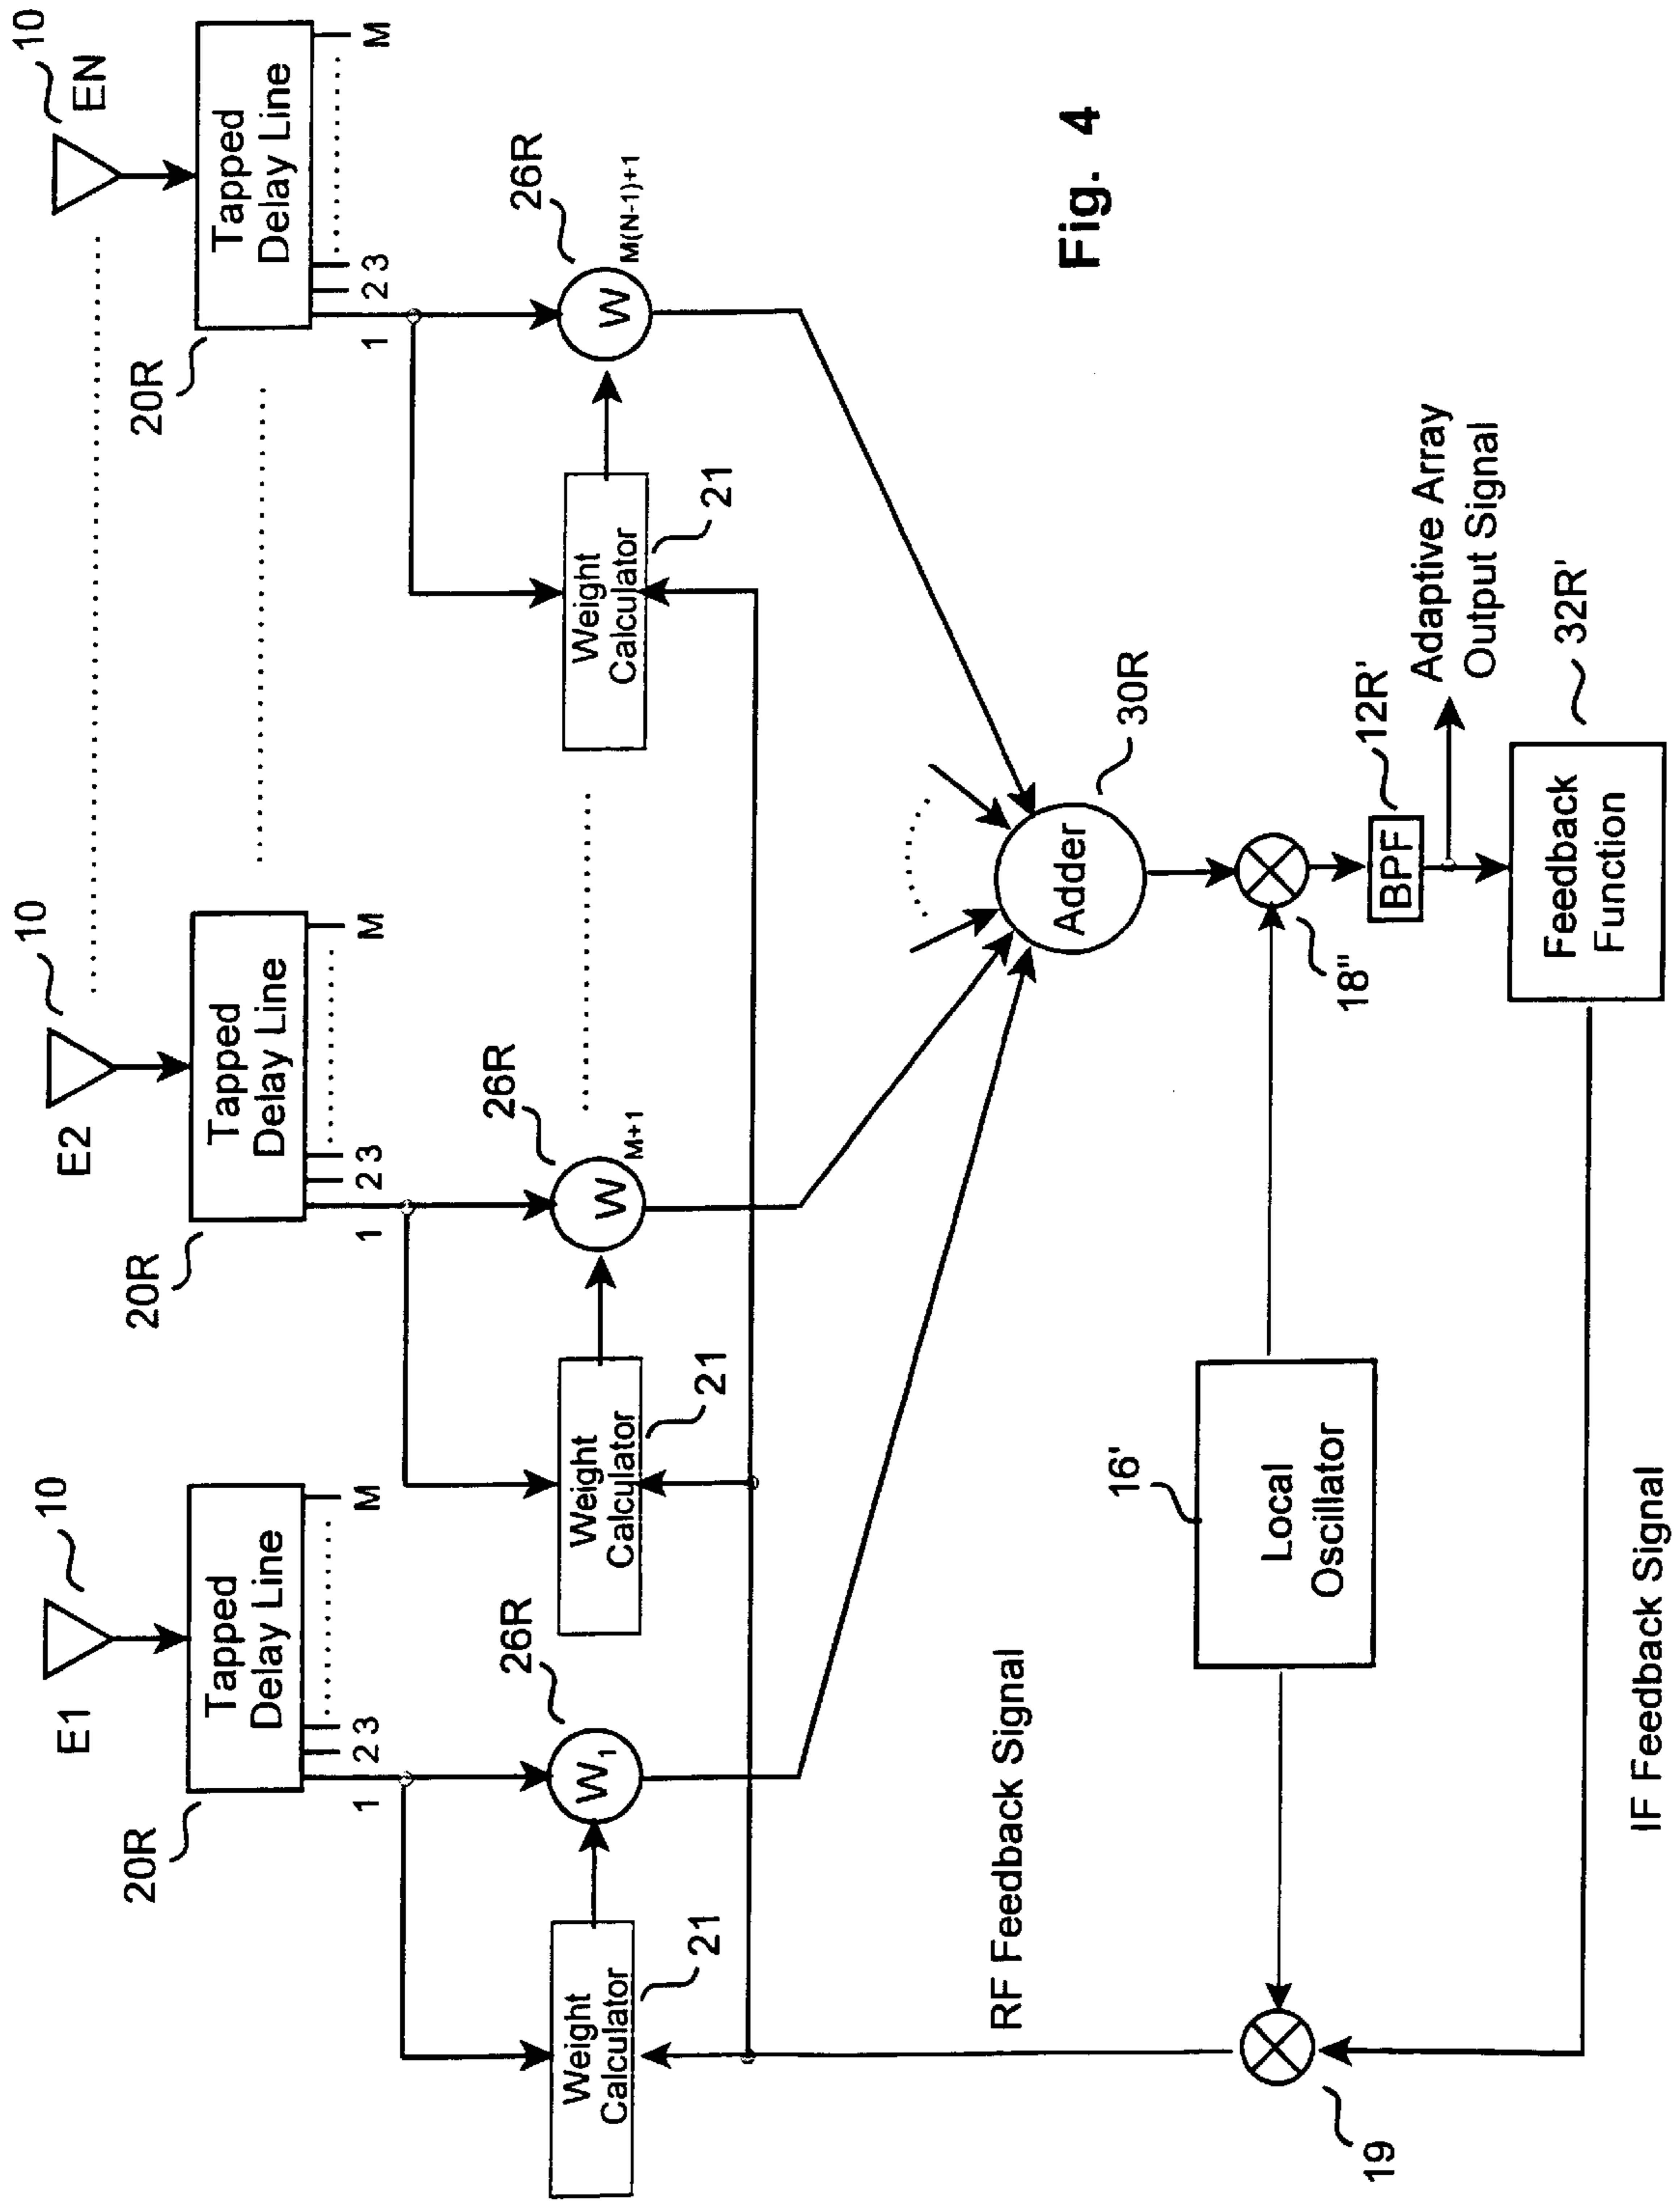 E1
10
E2
10
10
EN
20R
Tapped
Delay Line
20R
Tapped
Delay Line
20R
Tapped
Delay Line
1
2
3
M
1
2
3
M
1
2
3
M
26R
26R
26R
Weight
Calculator
W1
Weight
Calculator
W
M+1
Weight
Calculator
W
M(N-1)+1
21
21
21
RF Feedback Signal
Adder
30R
Fig. 4
16'
Local
Oscillator
18"
19
BPF
12R'
Adaptive Array
Output Signal
Feedback
Function
32R'
IF Feedback Signal